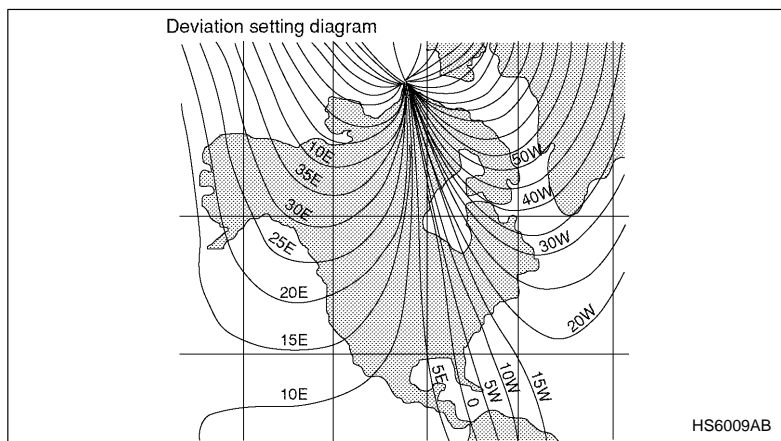 Deviation setting diagram
10E
35E
30E
25E
20E
15E
10E
50W
40W
30W
20W
5E
0
5W
10W
15W
HS6009AB